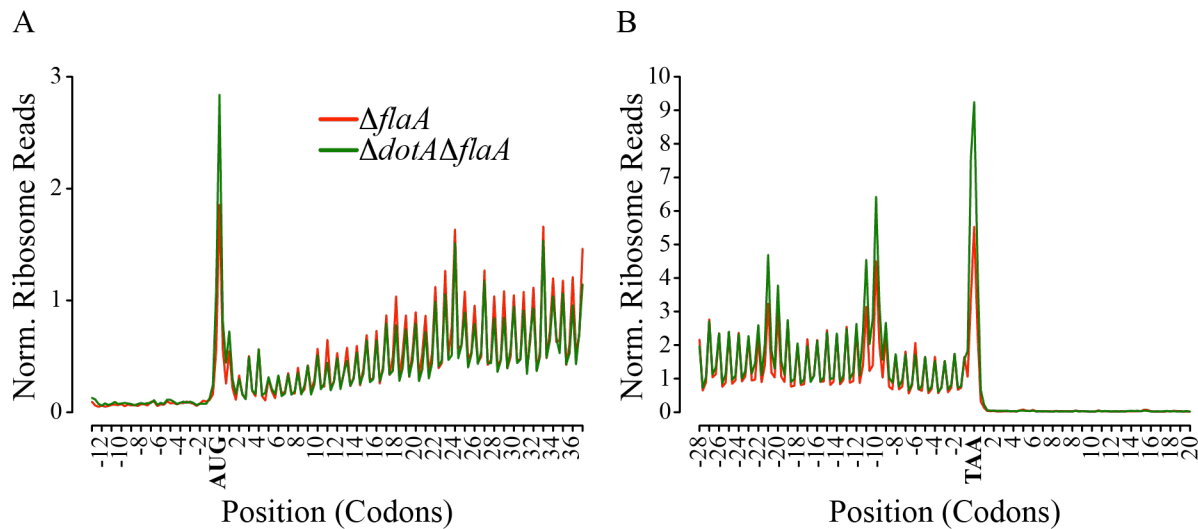 A
B
Norm. Ribosome Reads
3
2
1
0
ΔflaA
ΔdotAΔflaA
-12 -10 -8 -6 -4 -2 AUG 2 4 6 8 10 12 14 16 18 20 22 24 26 28 30 32 34 36
Position (Codons)
Norm. Ribosome Reads
10
9
8
7
6
5
4
3
2
1
0
-28 -26 -24 -22 -20 -18 -16 -14 -12 -10 -8 -6 -4 -2 TAA 2 4 6 8 10 12 14 16 18 20
Position (Codons)